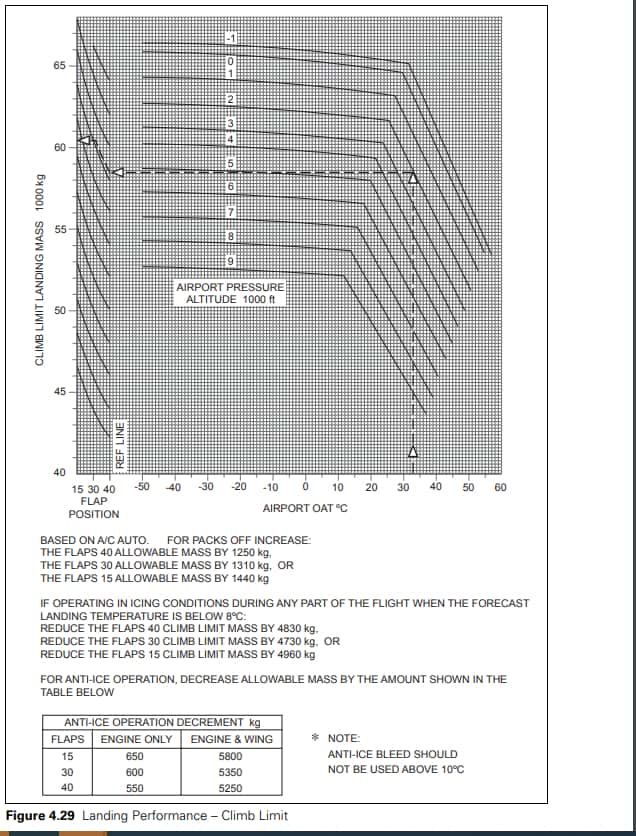 CLIMB LIMIT LANDING MASS 1000 kg
65
60
55
50
45
40
-1
0
1
2
3
4
5
6
7
8
9
AIRPORT PRESSURE
ALTITUDE 1000 ft
REF LINE
15 30 40 -50 -40 -30 -20 -10 0 10 20 30 40 50 60
FLAP
POSITION
AIRPORT OAT ºC
BASED ON A/C AUTO. FOR PACKS OFF INCREASE:
THE FLAPS 40 ALLOWABLE MASS BY 1250 kg,
THE FLAPS 30 ALLOWABLE MASS BY 1310 kg, OR
THE FLAPS 15 ALLOWABLE MASS BY 1440 kg
IF OPERATING IN ICING CONDITIONS DURING ANY PART OF THE FLIGHT WHEN THE FORECAST
LANDING TEMPERATURE IS BELOW 8ºC:
REDUCE THE FLAPS 40 CLIMB LIMIT MASS BY 4830 kg,
REDUCE THE FLAPS 30 CLIMB LIMIT MASS BY 4730 kg, OR
REDUCE THE FLAPS 15 CLIMB LIMIT MASS BY 4960 kg
FOR ANTI-ICE OPERATION, DECREASE ALLOWABLE MASS BY THE AMOUNT SHOWN IN THE
TABLE BELOW
ANTI-ICE OPERATION DECREMENT kg
FLAPS ENGINE ONLY ENGINE & WING
15 650 5800
30 600 5350
40 550 5250
* NOTE:
ANTI-ICE BLEED SHOULD
NOT BE USED ABOVE 10ºC
Figure 4.29 Landing Performance – Climb Limit